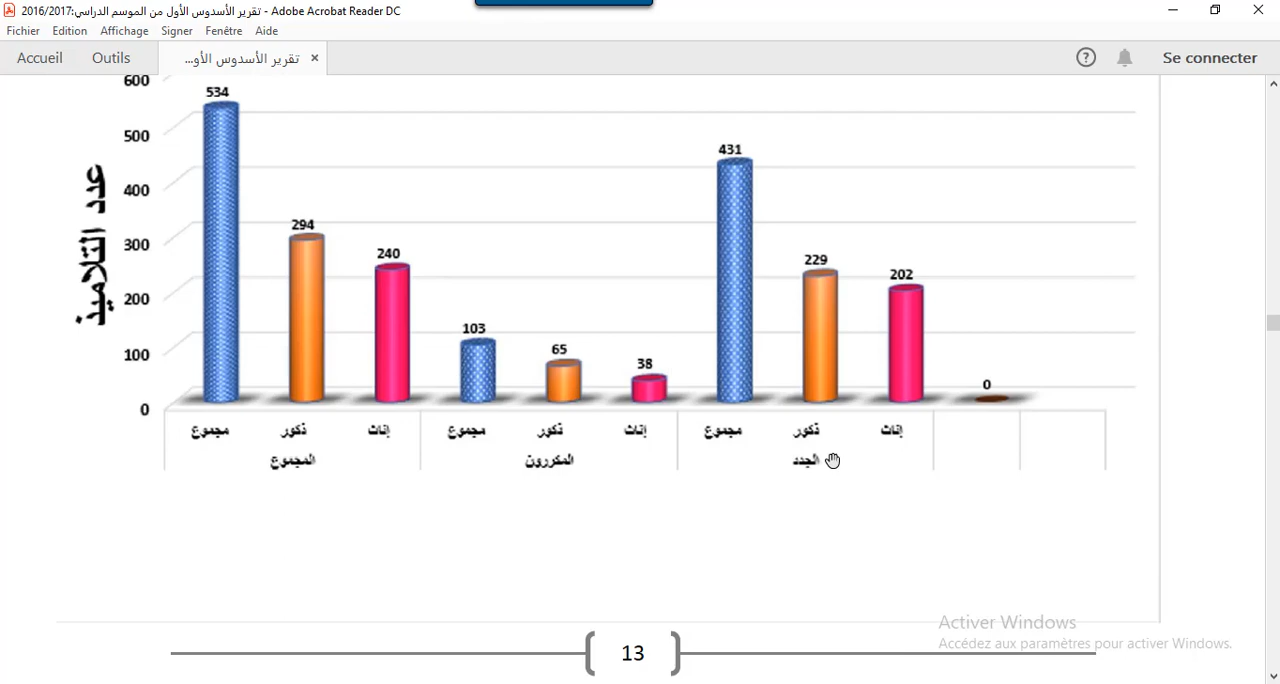 تقرير الأسدوس الأول من الموسم الدراسي:2016/2017 - Adobe Acrobat Reader DC
Fichier Edition Affichage Signer Fenêtre Aide
Accueil Outils تقرير الأسدوس الأو... × ? Se connecter
600
500
400
300
200
100
0
عدد التلاميذ
534
294
240
103
65
38
431
229
202
0
مجموع ذكور إناث مجموع ذكور إناث مجموع ذكور إناث
المجموع المكررون الجدد
Activer Windows
Accédez aux paramètres pour activer Windows.
13